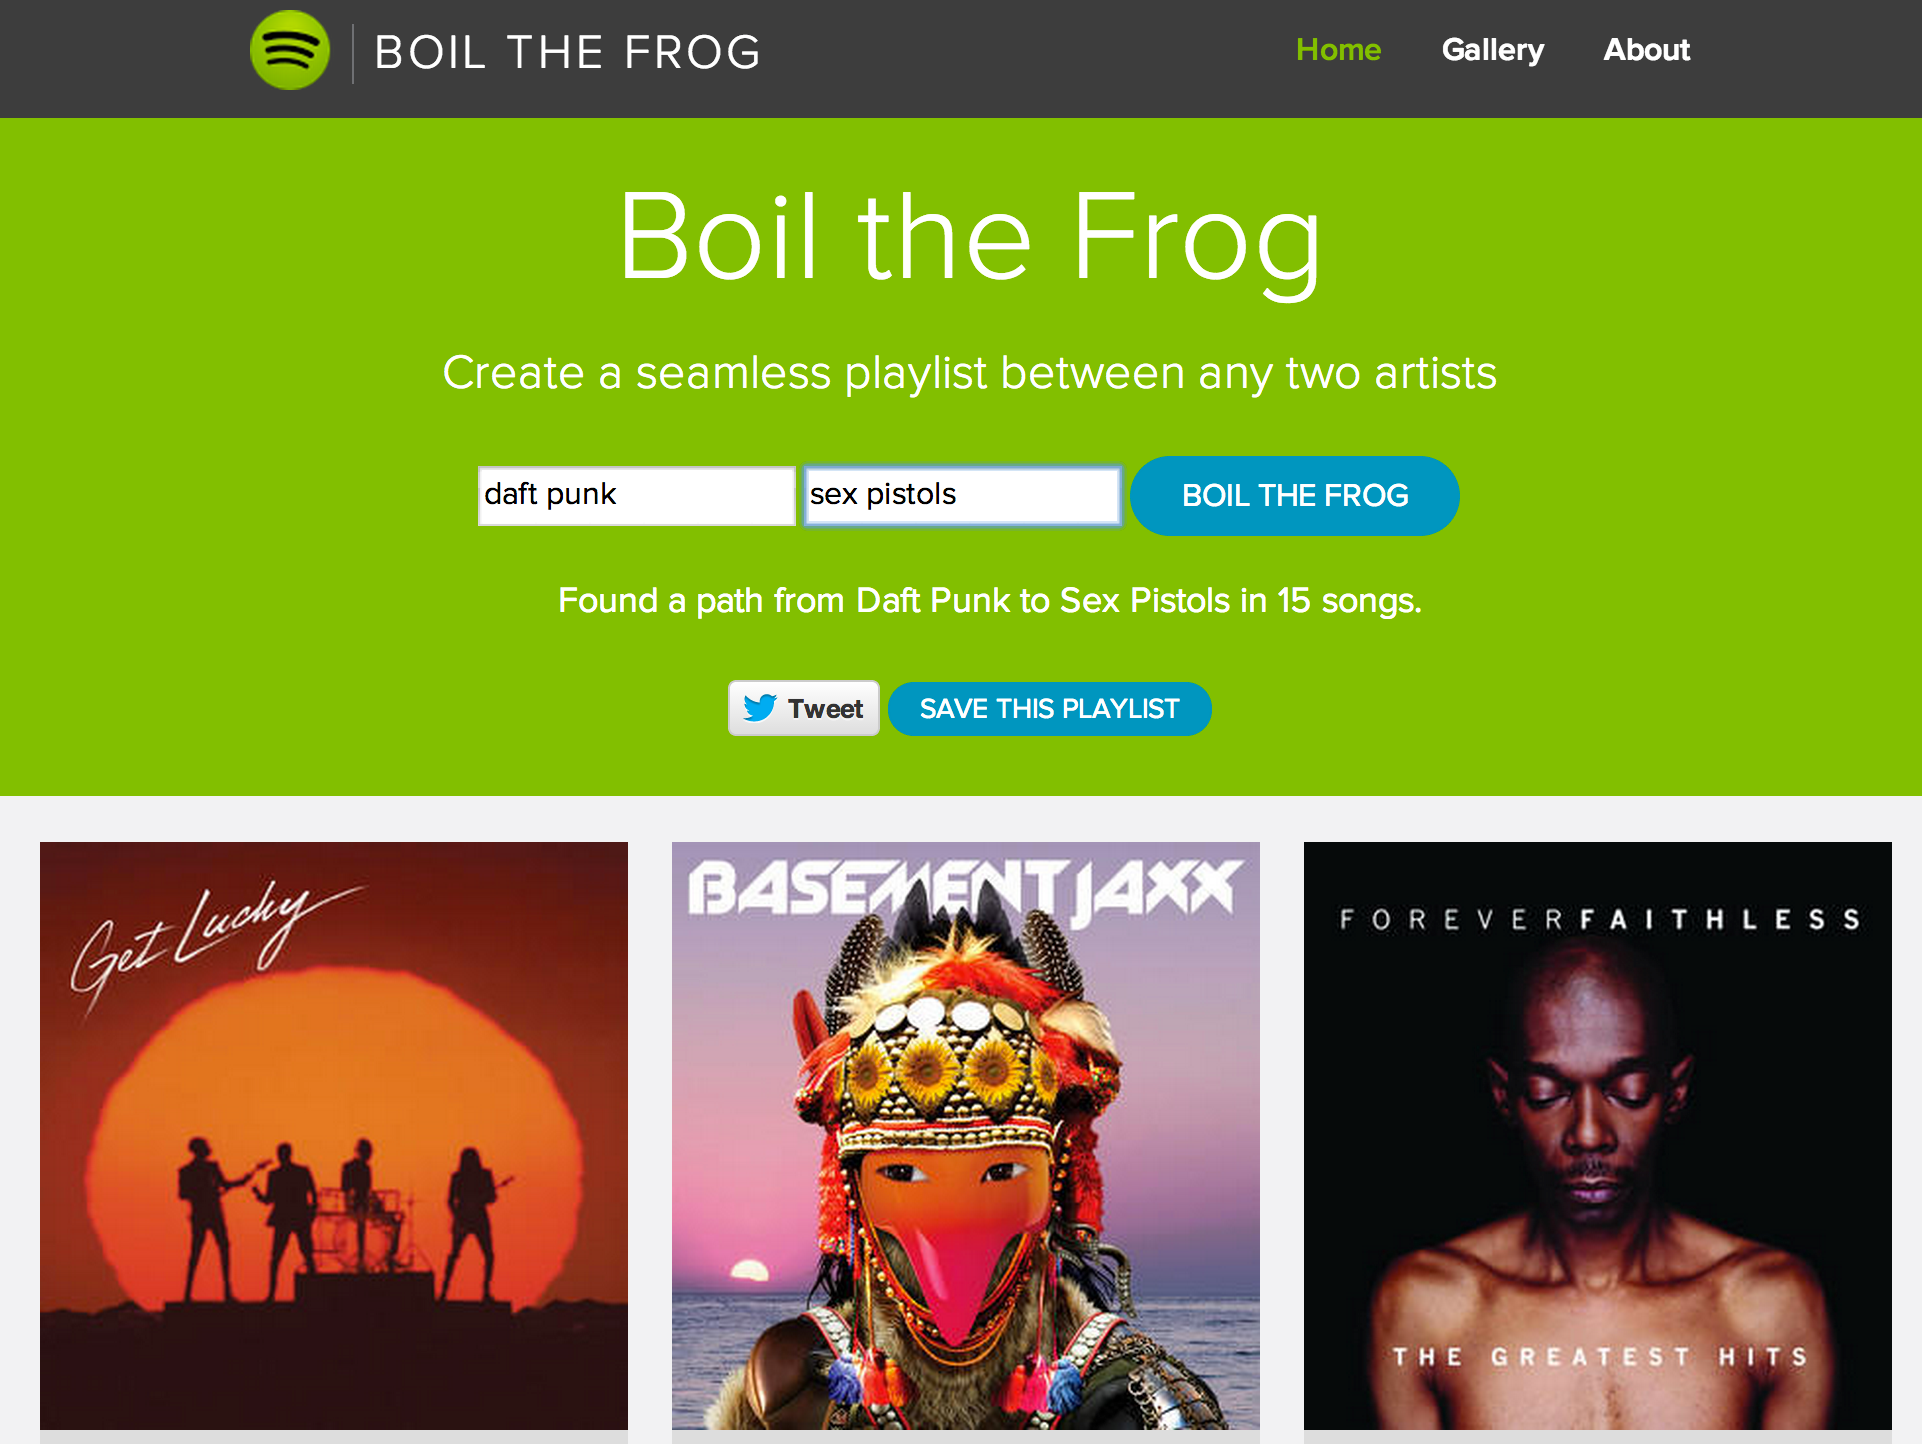 BOIL THE FROG
Home
Gallery
About
Boil the Frog
Create a seamless playlist between any two artists
daft punk
sex pistols
BOIL THE FROG
Found a path from Daft Punk to Sex Pistols in 15 songs.
Tweet
SAVE THIS PLAYLIST
Get Lucky
BASEMENT JAXX
FOREVERFAITHLESS
THE GREATEST HITS